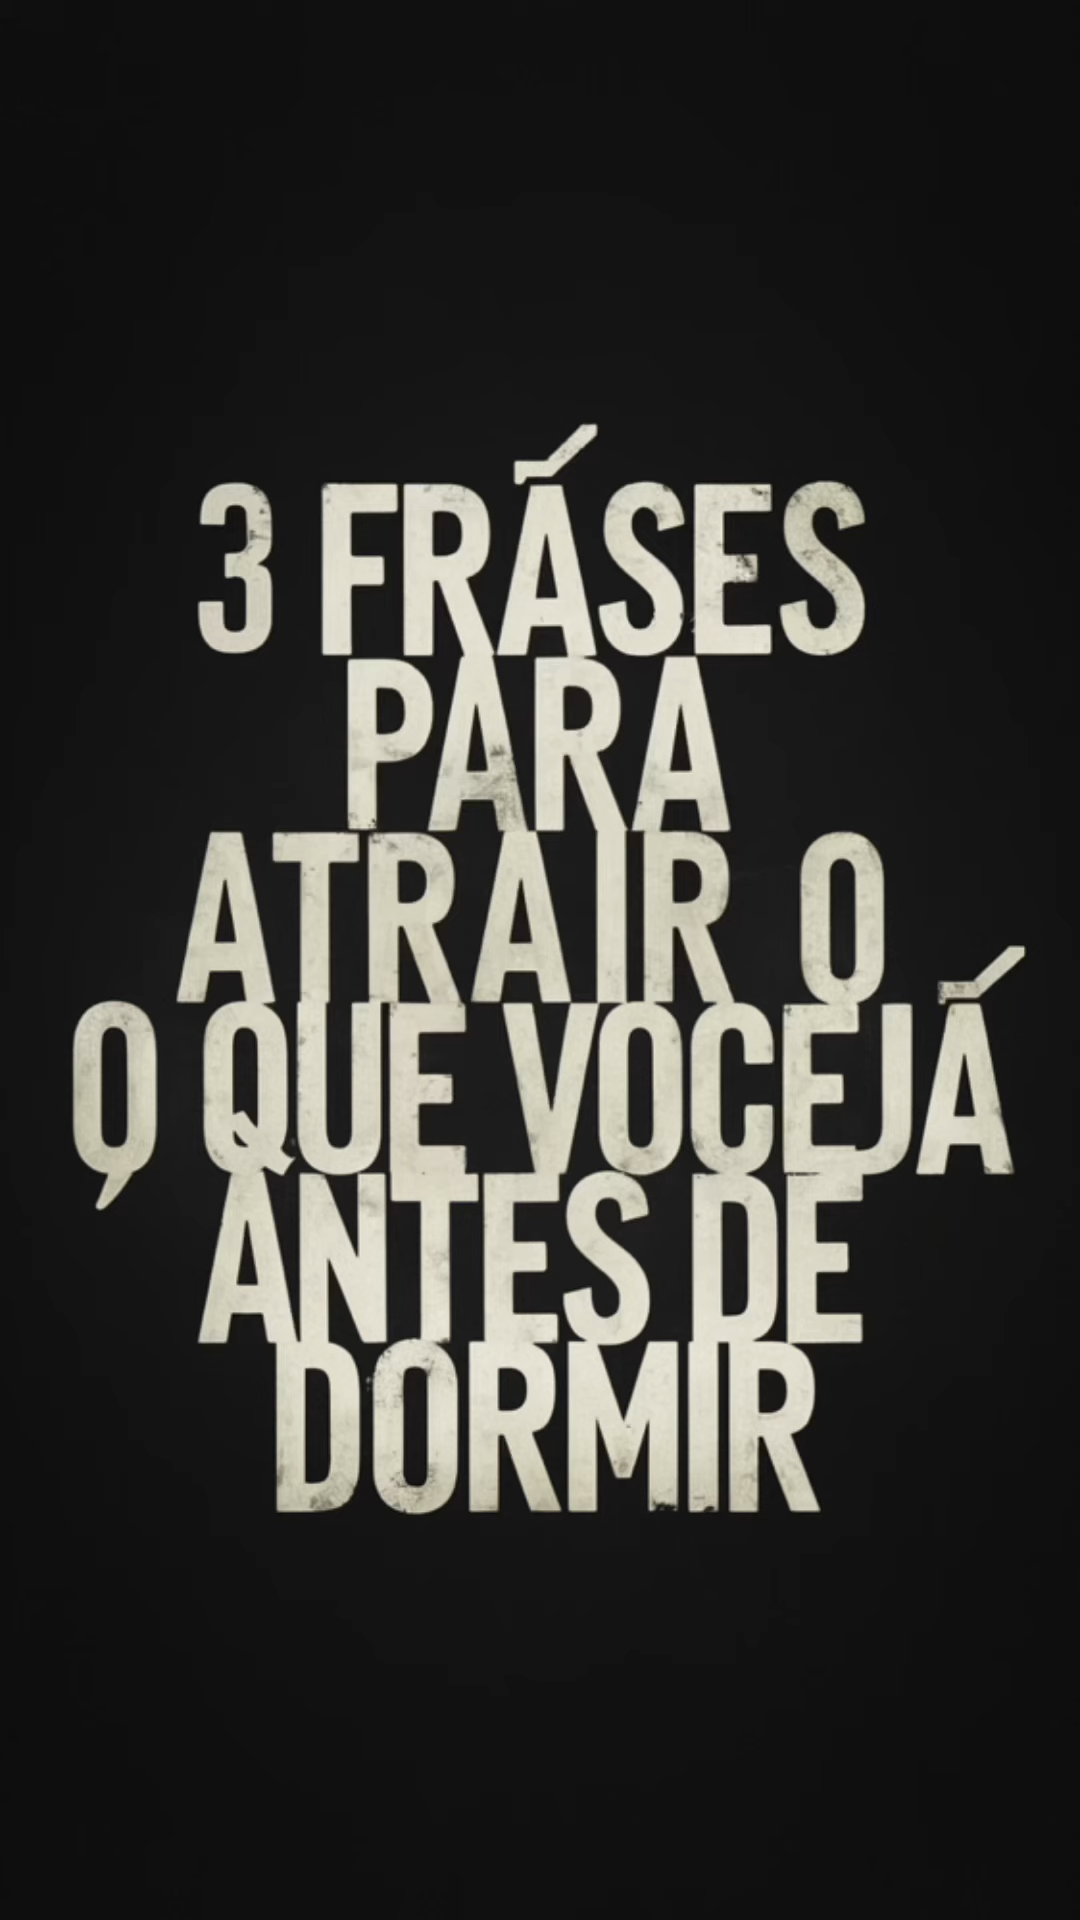 3 FRÁSES
PARA
ATRAIR O
Q QUE VOCEJÁ
ANTES DE
DORMIR